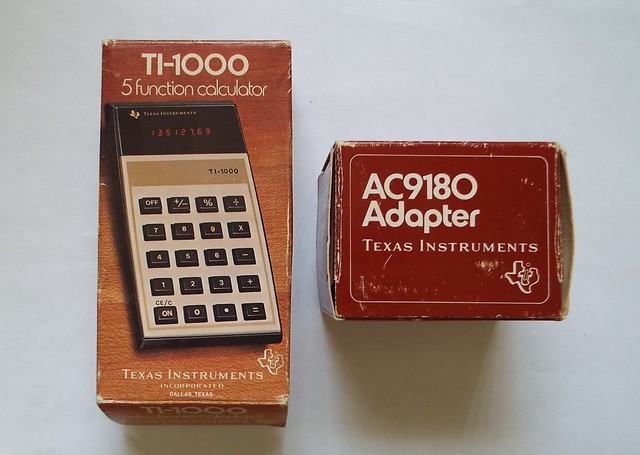 TI-1000
5 function calculator
TEXAS INSTRUMENTS
13512769
TI-1000
OFF +/- % ÷
7 8 9 X
4 5 6 −
1 2 3 +
CE/C
ON 0 • =
TEXAS INSTRUMENTS
INCORPORATED
DALLAS, TEXAS
TI-1000
AC9180
Adapter
TEXAS INSTRUMENTS